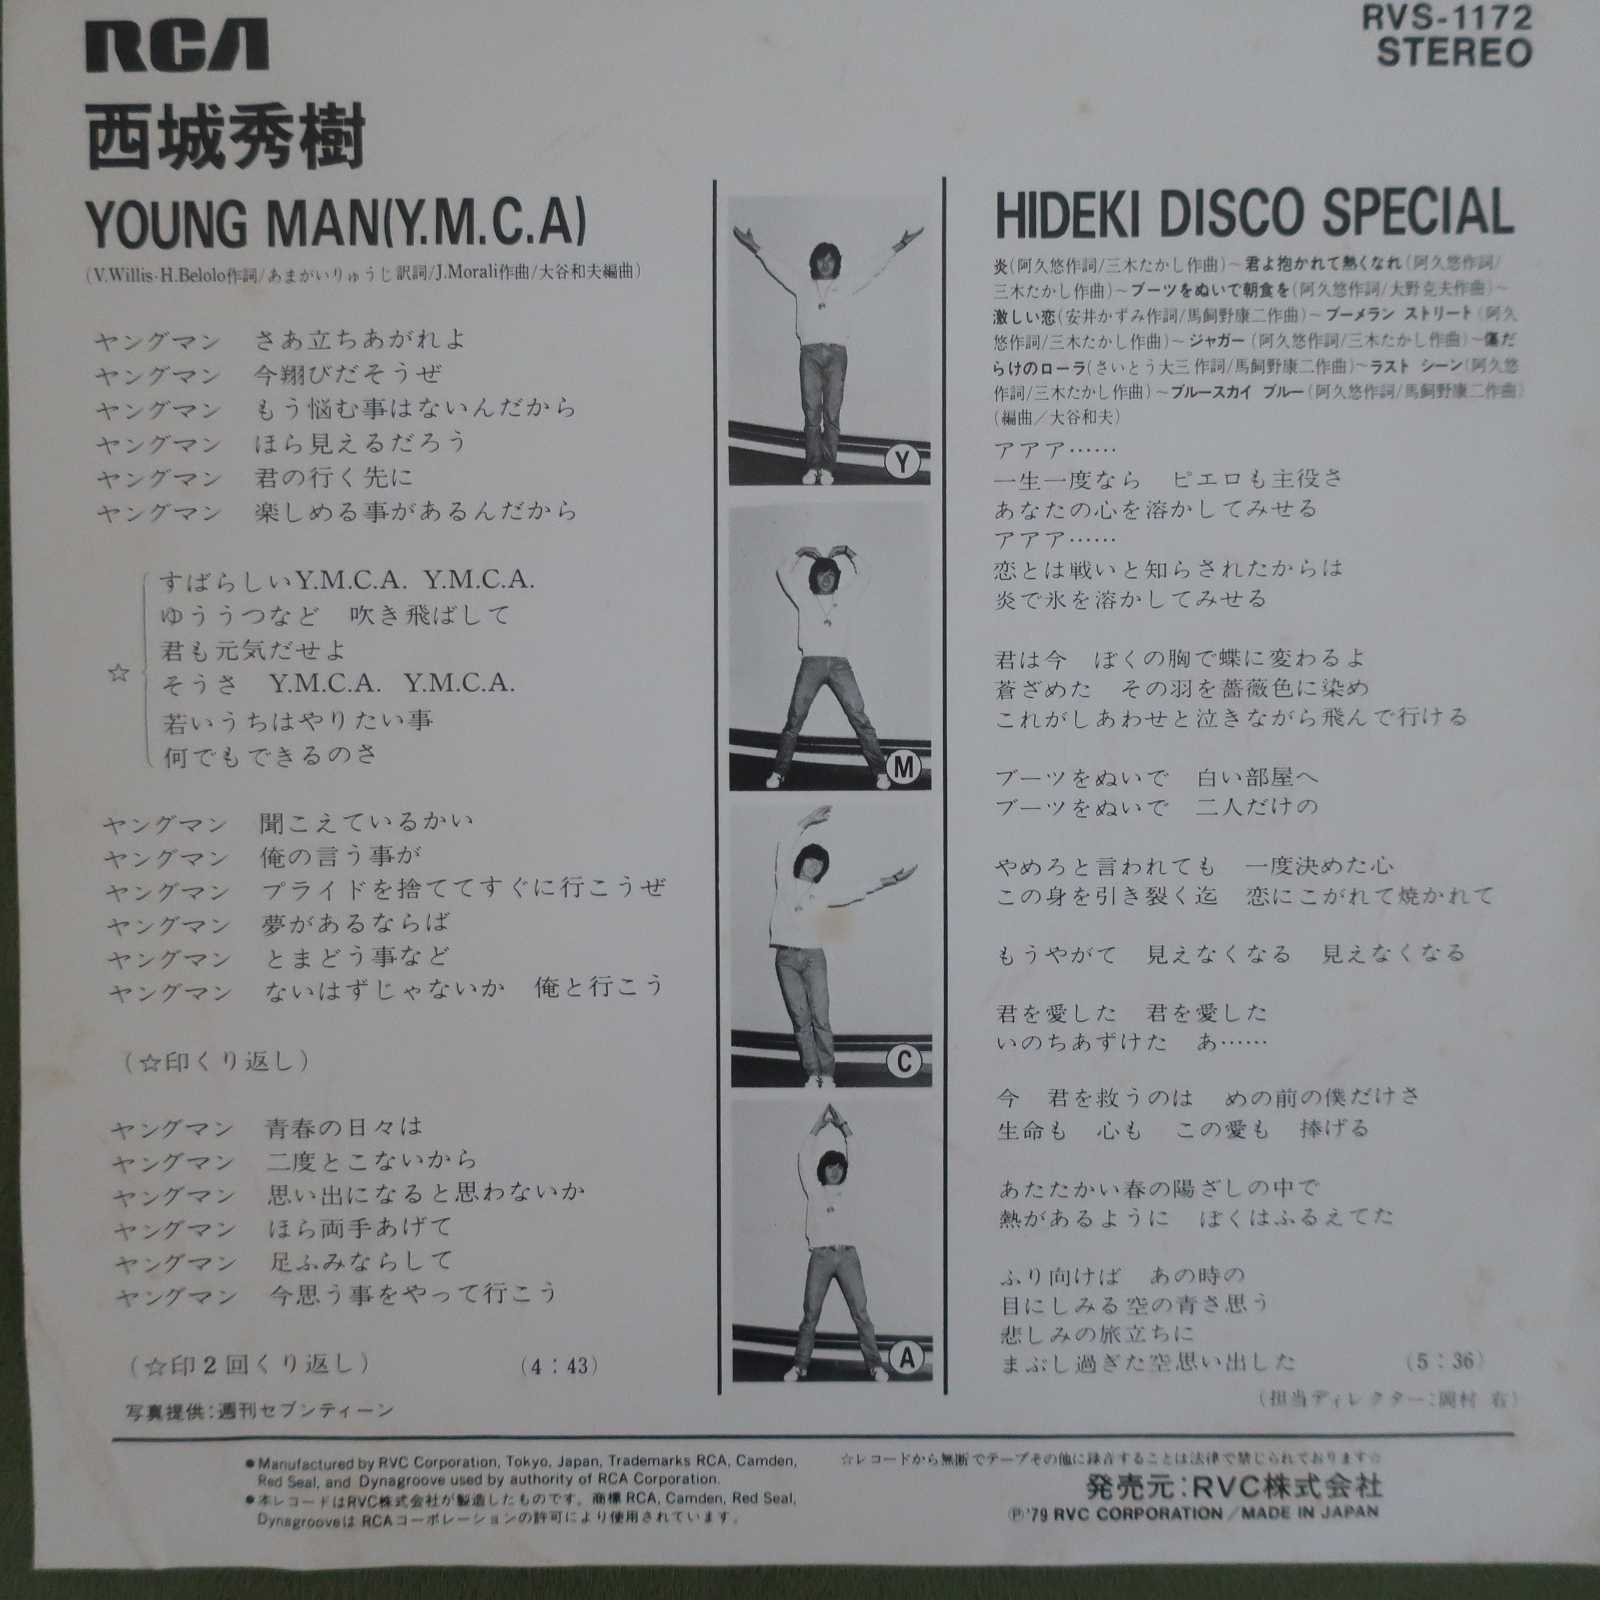 RCA
RVS-1172
STEREO
西城秀樹
YOUNG MAN(Y.M.C.A)
(V.Willis-H.Belolo作詞/あまがいりゅうじ訳詞/J.Morali作曲/大谷和夫編曲)
ヤングマン　さあ立ちあがれよ
ヤングマン　今翔びだそうぜ
ヤングマン　もう悩む事はないんだから
ヤングマン　ほら見えるだろう
ヤングマン　君の行く先に
ヤングマン　楽しめる事があるんだから
すばらしいY.M.C.A. Y.M.C.A.
ゆううつなど　吹き飛ばして
君も元気だせよ
☆
そうさ　Y.M.C.A. Y.M.C.A.
若いうちはやりたい事
何でもできるのさ
ヤングマン　聞こえているかい
ヤングマン　俺の言う事が
ヤングマン　プライドを捨ててすぐに行こうぜ
ヤングマン　夢があるならば
ヤングマン　とまどう事など
ヤングマン　ないはずじゃないか　俺と行こう
(☆印くり返し)
ヤングマン　青春の日々は
ヤングマン　二度とこないから
ヤングマン　思い出になると思わないか
ヤングマン　ほら両手あげて
ヤングマン　足ふみならして
ヤングマン　今思う事をやって行こう
(☆印2回くり返し)　(4:43)
写真提供:週刊セブンティーン
Y
M
C
A
HIDEKI DISCO SPECIAL
炎(阿久悠作詞/三木たかし作曲)～君よ抱かれて熱くなれ(阿久悠作詞/
三木たかし作曲)～ブーツをぬいで朝食を(阿久悠作詞/大野克夫作曲)～
激しい恋(安井かずみ作詞/馬飼野康二作曲)～ブーメラン ストリート(阿久
悠作詞/三木たかし作曲)～ジャガー(阿久悠作詞/三木たかし作曲)～傷だ
らけのローラ(さいとう大三作詞/馬飼野康二作曲)～ラスト シーン(阿久悠
作詞/三木たかし作曲)～ブルースカイ ブルー(阿久悠作詞/馬飼野康二作曲)
(編曲/大谷和夫)
アアア……
一生一度なら　ピエロも主役さ
あなたの心を溶かしてみせる
アアア……
恋とは戦いと知らされたからは
炎で氷を溶かしてみせる
君は今　ぼくの胸で蝶に変わるよ
蒼ざめた　その羽を薔薇色に染め
これがしあわせと泣きながら飛んで行ける
ブーツをぬいで　白い部屋へ
ブーツをぬいで　二人だけの
やめろと言われても　一度決めた心
この身を引き裂く迄　恋にこがれて焼かれて
もうやがて　見えなくなる　見えなくなる
君を愛した　君を愛した
いのちあずけた　あ……
今　君を救うのは　めの前の僕だけさ
生命も　心も　この愛も　捧げる
あたたかい春の陽ざしの中で
熱があるように　ぼくはふるえてた
ふり向けば　あの時の
目にしみる空の青さ思う
悲しみの旅立ちに
まぶし過ぎた空思い出した　(5:36)
(担当ディレクター:岡村 右)
●Manufactured by RVC Corporation, Tokyo, Japan, Trademarks RCA, Camden,
Red Seal, and Dynagroove used by authority of RCA Corporation.
●本レコードはRVC株式会社が製造したものです。商標RCA, Camden, Red Seal,
DynagrooveはRCAコーポレーションの許可により使用されています。
☆レコードから無断でテープその他に録音することは法律で禁じられております☆
発売元:RVC株式会社
Ⓟ'79 RVC CORPORATION/MADE IN JAPAN